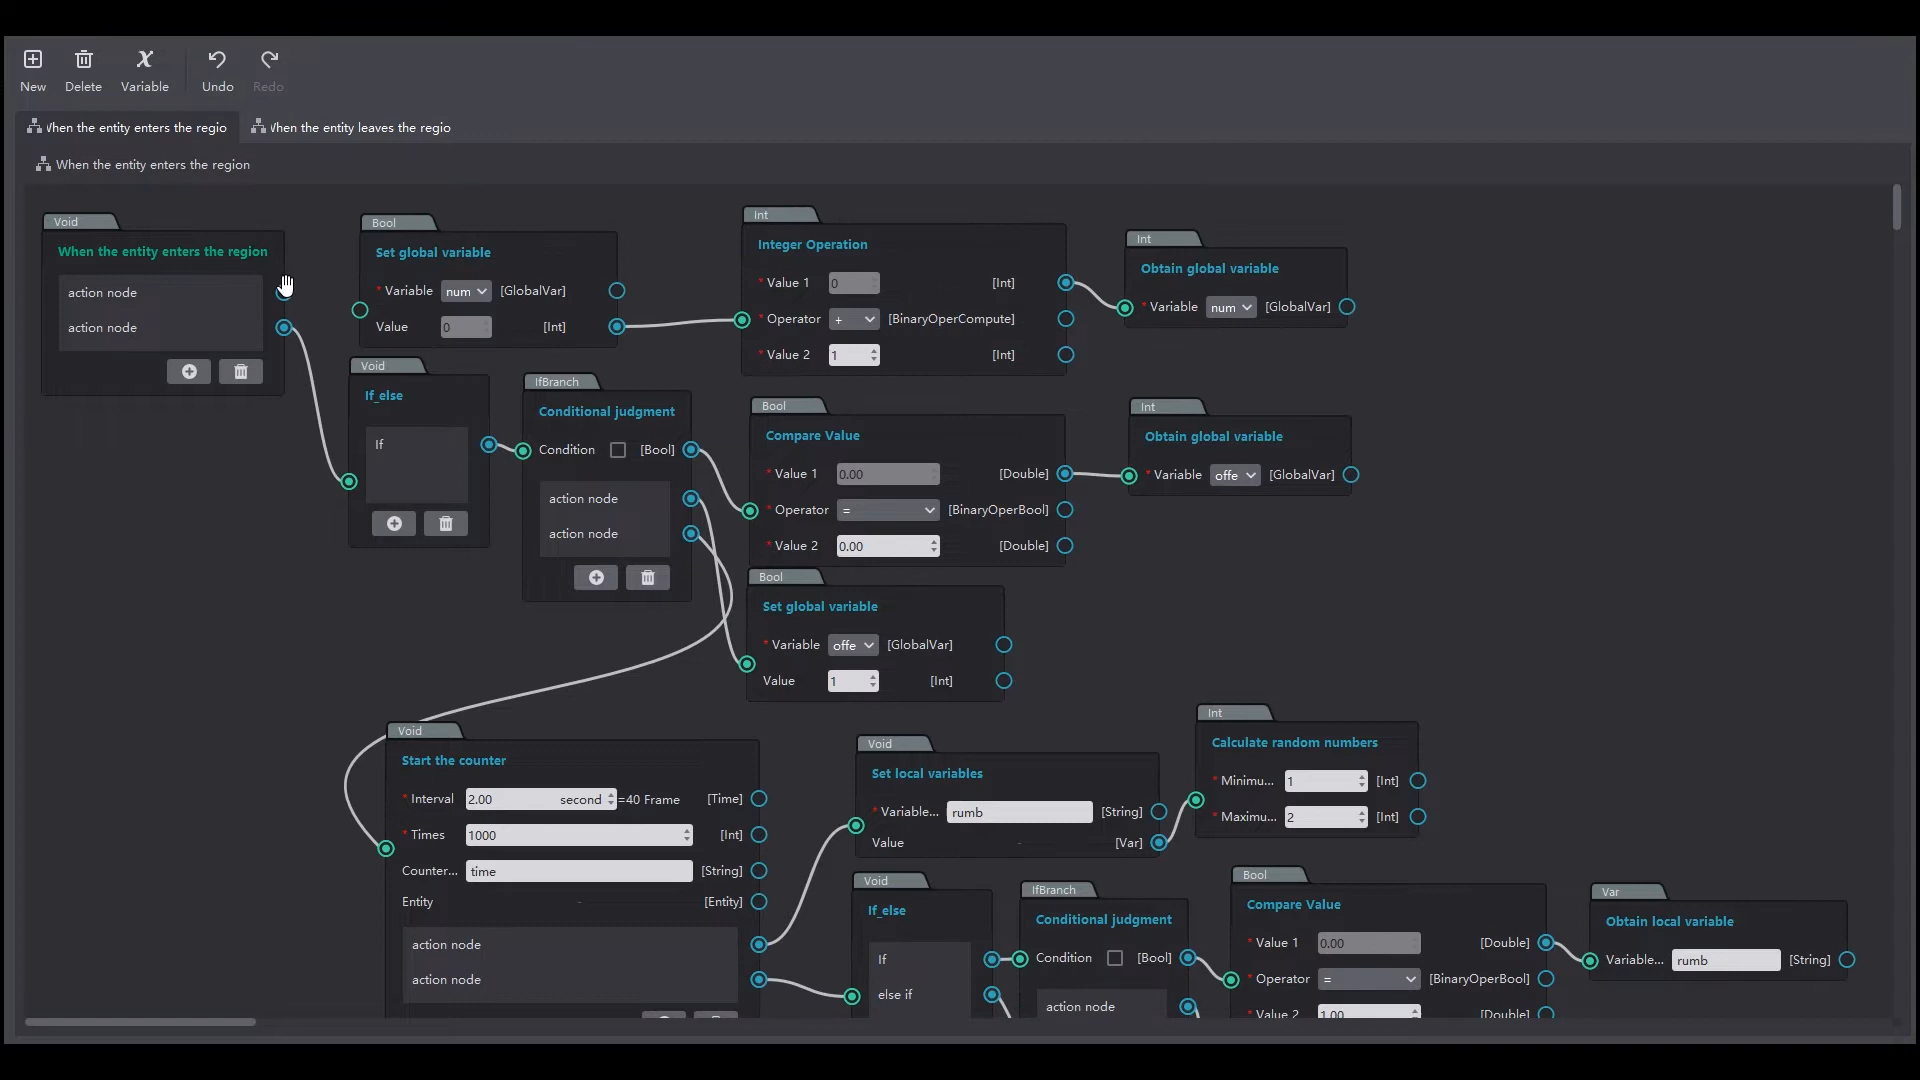 New
Delete
Variable
Undo
Redo
When the entity enters the regio
When the entity leaves the regio
When the entity enters the region
Void
When the entity enters the region
action node
action node
Bool
Set global variable
* Variable num [GlobalVar]
Value 0 [Int]
Int
Integer Operation
* Value 1 0 [Int]
* Operator + [BinaryOperCompute]
* Value 2 1 [Int]
Int
Obtain global variable
* Variable num [GlobalVar]
Void
If_else
If
IfBranch
Conditional judgment
Condition [Bool]
action node
action node
Bool
Compare Value
* Value 1 0.00 [Double]
* Operator = [BinaryOperBool]
* Value 2 0.00 [Double]
Int
Obtain global variable
* Variable offe [GlobalVar]
Bool
Set global variable
* Variable offe [GlobalVar]
Value 1 [Int]
Void
Start the counter
* Interval 2.00 second =40 Frame [Time]
* Times 1000 [Int]
Counter... time [String]
Entity - [Entity]
action node
action node
Void
Set local variables
* Variable... rumb [String]
Value - [Var]
Int
Calculate random numbers
* Minimu... 1 [Int]
* Maximu... 2 [Int]
Void
If_else
If
else if
IfBranch
Conditional judgment
Condition [Bool]
action node
Bool
Compare Value
* Value 1 0.00 [Double]
* Operator = [BinaryOperBool]
* Value 2 1.00 [Double]
Var
Obtain local variable
* Variable... rumb [String]